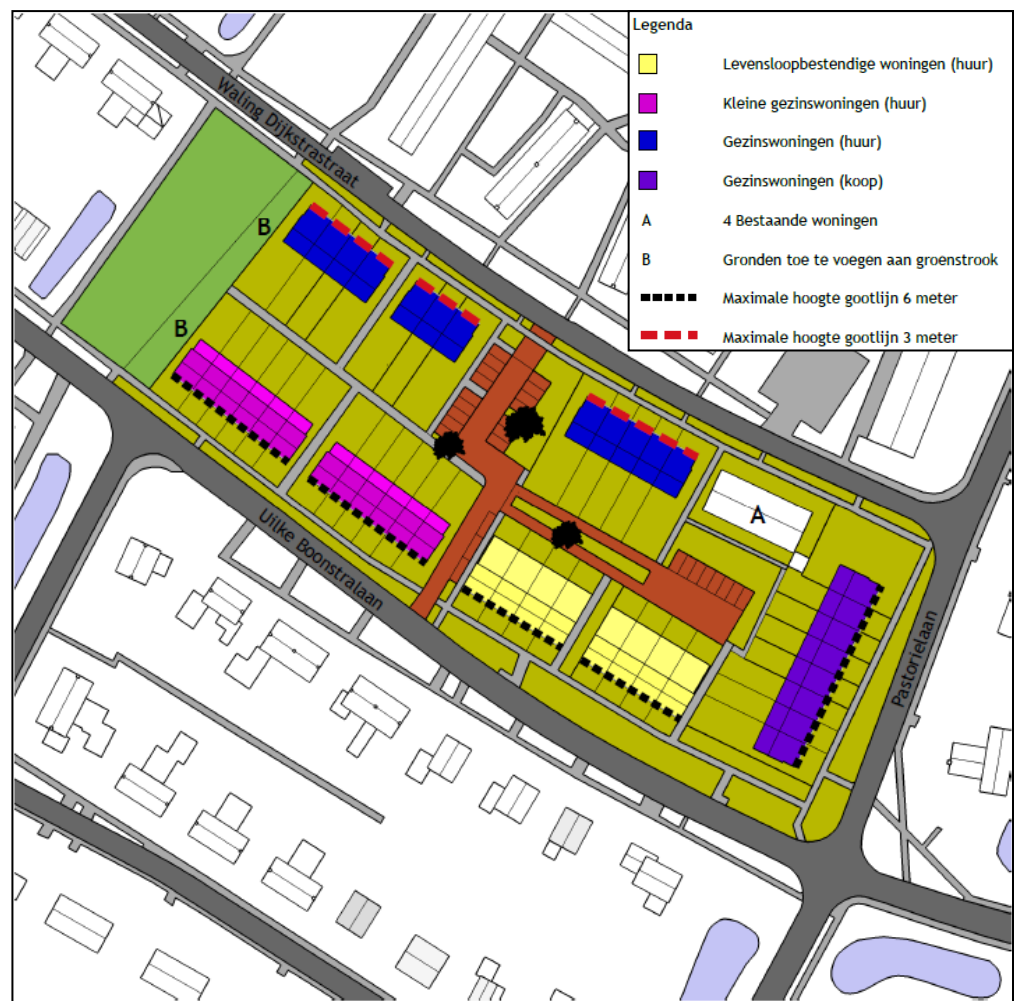 Legenda
Levensloopbestendige woningen (huur)
Kleine gezinswoningen (huur)
Gezinswoningen (huur)
Gezinswoningen (koop)
A 4 Bestaande woningen
B Gronden toe te voegen aan groenstrook
Maximale hoogte gootlijn 6 meter
Maximale hoogte gootlijn 3 meter
Waling Dijkstrastraat
B
B
A
Uilke Boonstralaan
Pastorielaan